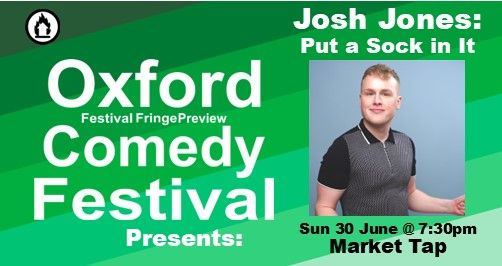 Oxford
Festival FringePreview
Comedy
Festival
Presents:
Josh Jones:
Put a Sock in It
Sun 30 June @ 7:30pm
Market Tap